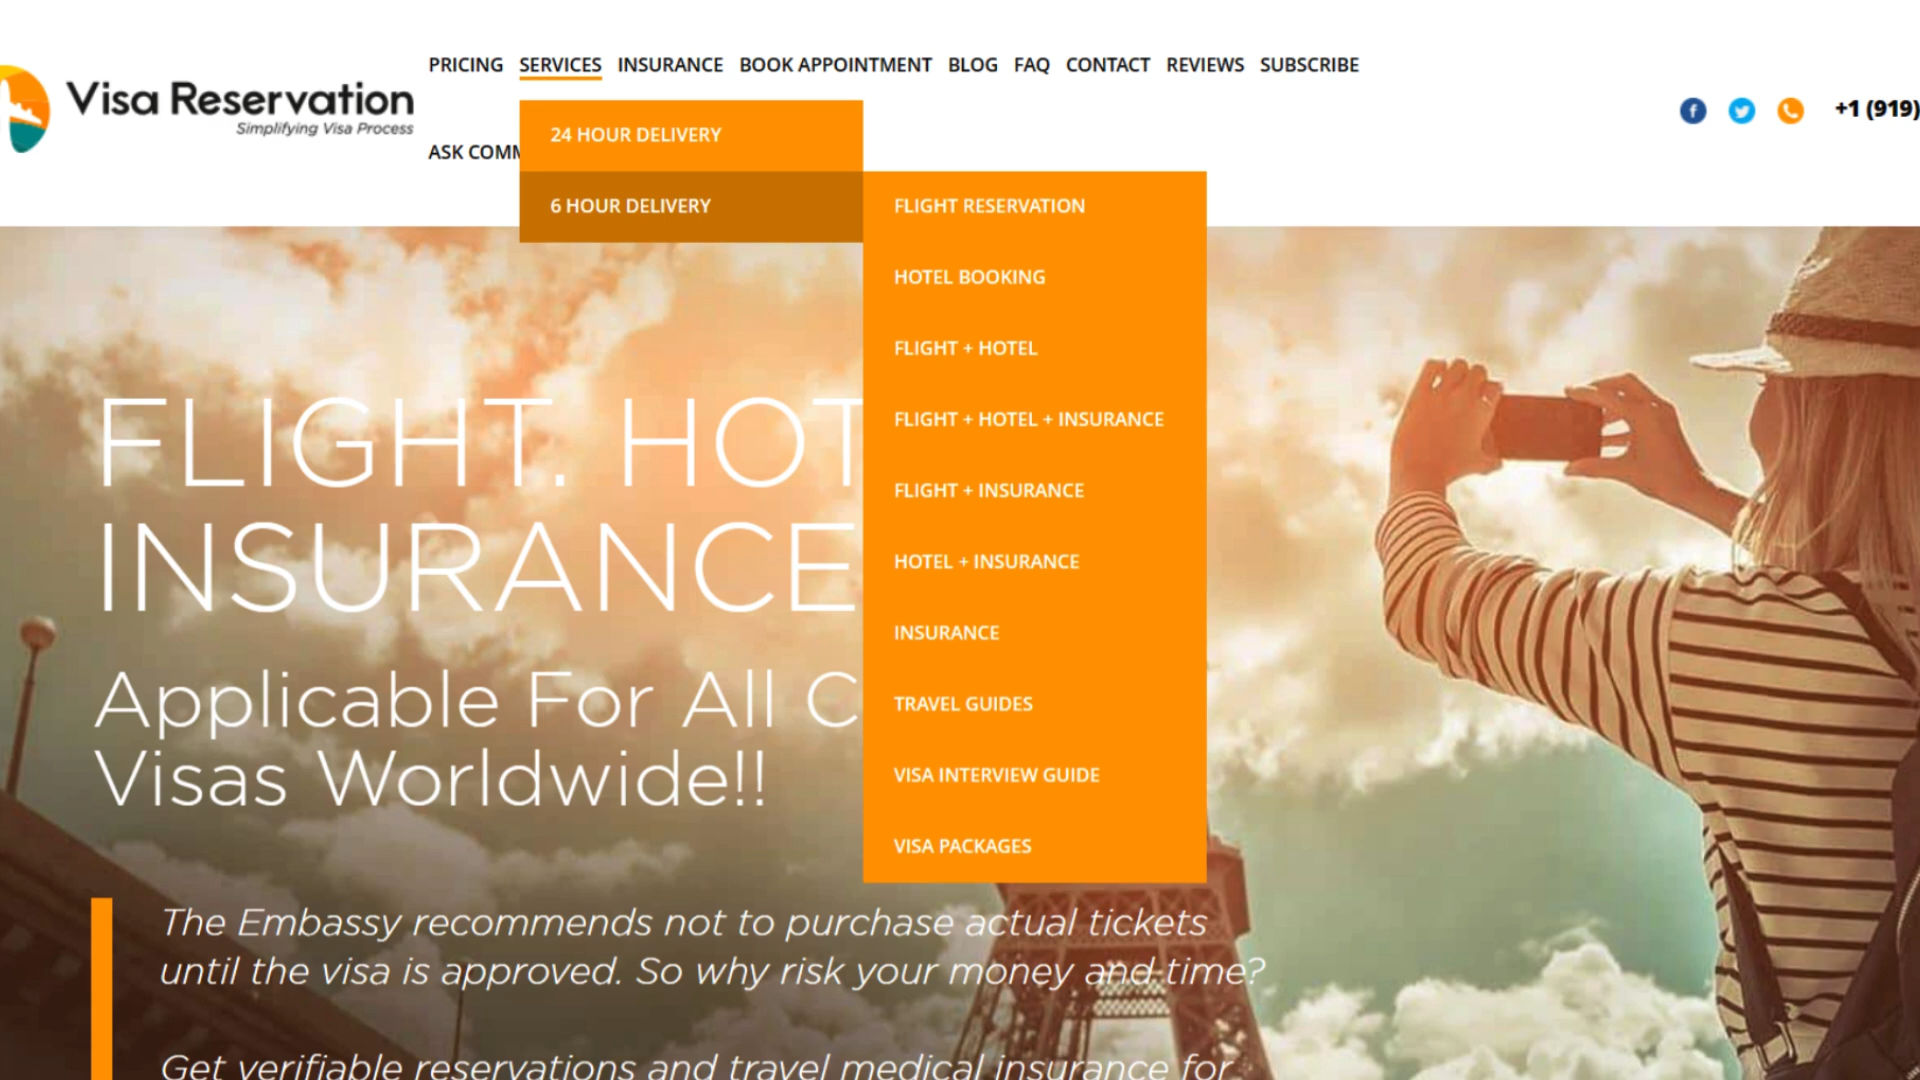 PRICING SERVICES INSURANCE BOOK APPOINTMENT BLOG FAQ CONTACT REVIEWS SUBSCRIBE
Visa Reservation
Simplifying Visa Process
+1 (919)
24 HOUR DELIVERY
ASK
6 HOUR DELIVERY
FLIGHT RESERVATION
HOTEL BOOKING
FLIGHT + HOTEL
FLIGHT + HOTEL + INSURANCE
FLIGHT + INSURANCE
HOTEL + INSURANCE
INSURANCE
TRAVEL GUIDES
VISA INTERVIEW GUIDE
VISA PACKAGES
FLIGHT. HOT
INSURANCE
Applicable For All C
Visas Worldwide!!
The Embassy recommends not to purchase actual tickets
until the visa is approved. So why risk your money and time?
Get verifiable reservations and travel medical insurance for